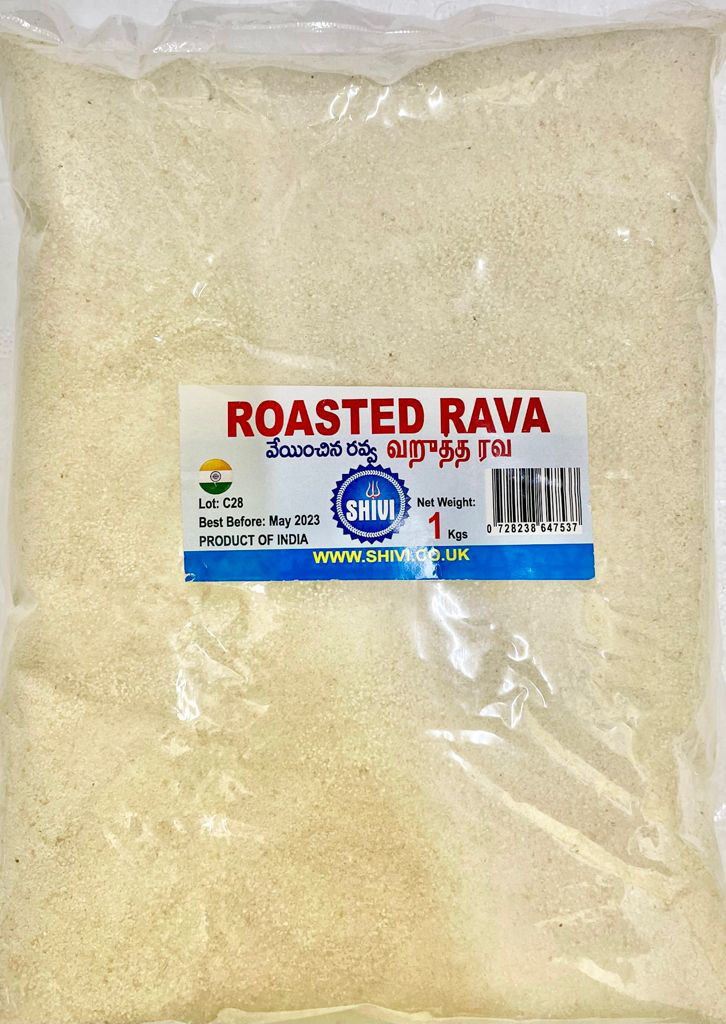 ROASTED RAVA
వేయించిన రవ్వ வறுத்த ரவ
Lot: C28
Best Before: May 2023
PRODUCT OF INDIA
SHIVI
Net Weight:
1 Kgs
0 728238 647537
WWW.SHIVI.CO.UK